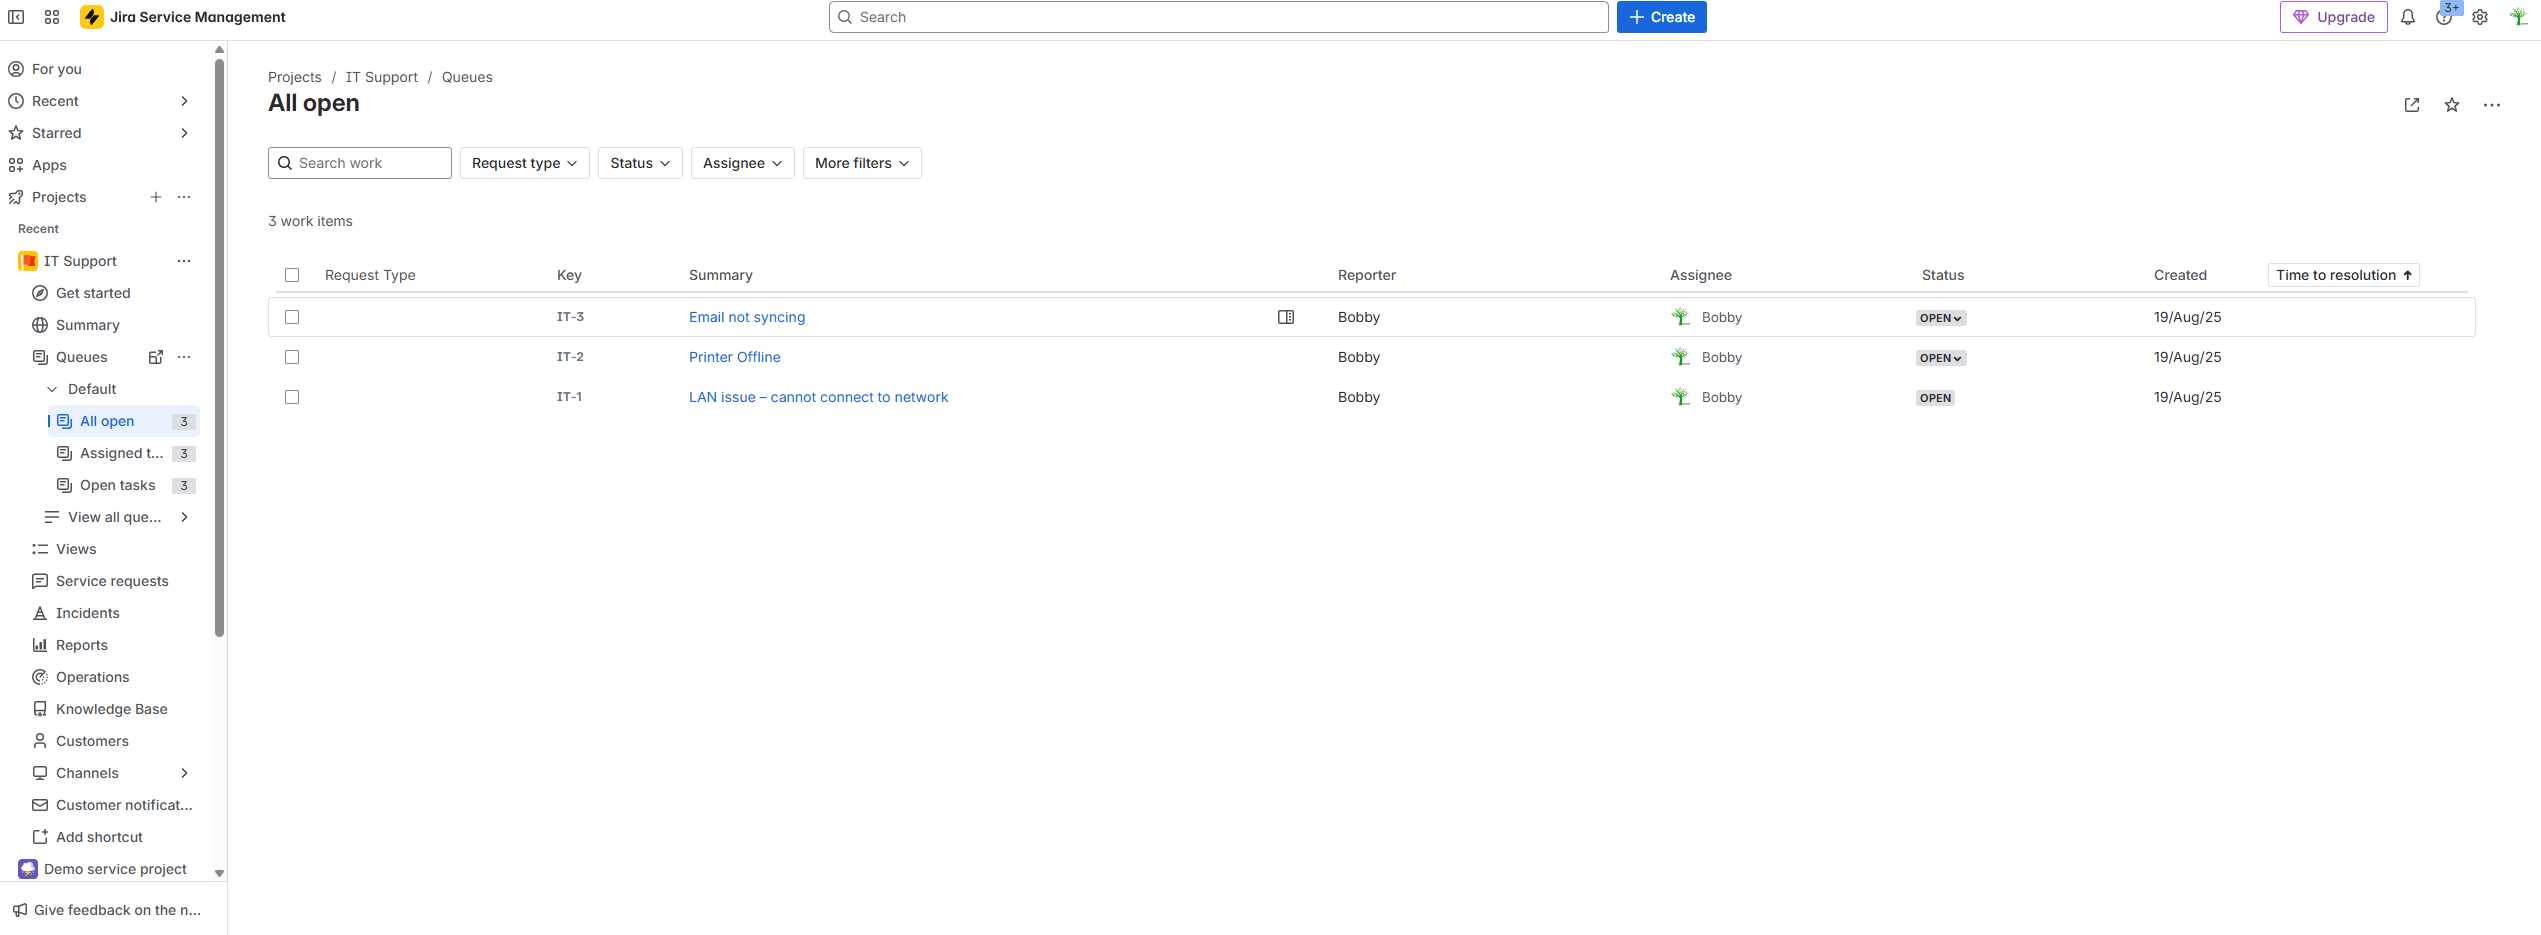 Jira Service Management
Search
Create
Upgrade
3+
For you
Recent
Starred
Apps
Projects
Recent
IT Support
Get started
Summary
Queues
Default
All open 3
Assigned t... 3
Open tasks 3
View all que...
Views
Service requests
Incidents
Reports
Operations
Knowledge Base
Customers
Channels
Customer notificat...
Add shortcut
Demo service project
Give feedback on the n...
Projects / IT Support / Queues
All open
Search work Request type Status Assignee More filters
3 work items
Request Type Key Summary Reporter Assignee Status Created Time to resolution
IT-3 Email not syncing Bobby Bobby OPEN 19/Aug/25
IT-2 Printer Offline Bobby Bobby OPEN 19/Aug/25
IT-1 LAN issue – cannot connect to network Bobby Bobby OPEN 19/Aug/25